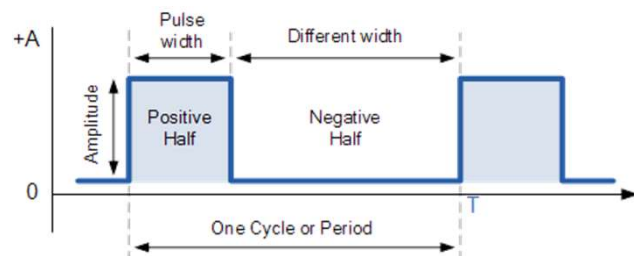 Pulse
width
Different width
+A
Amplitude
Positive
Half
Negative
Half
0
T
One Cycle or Period